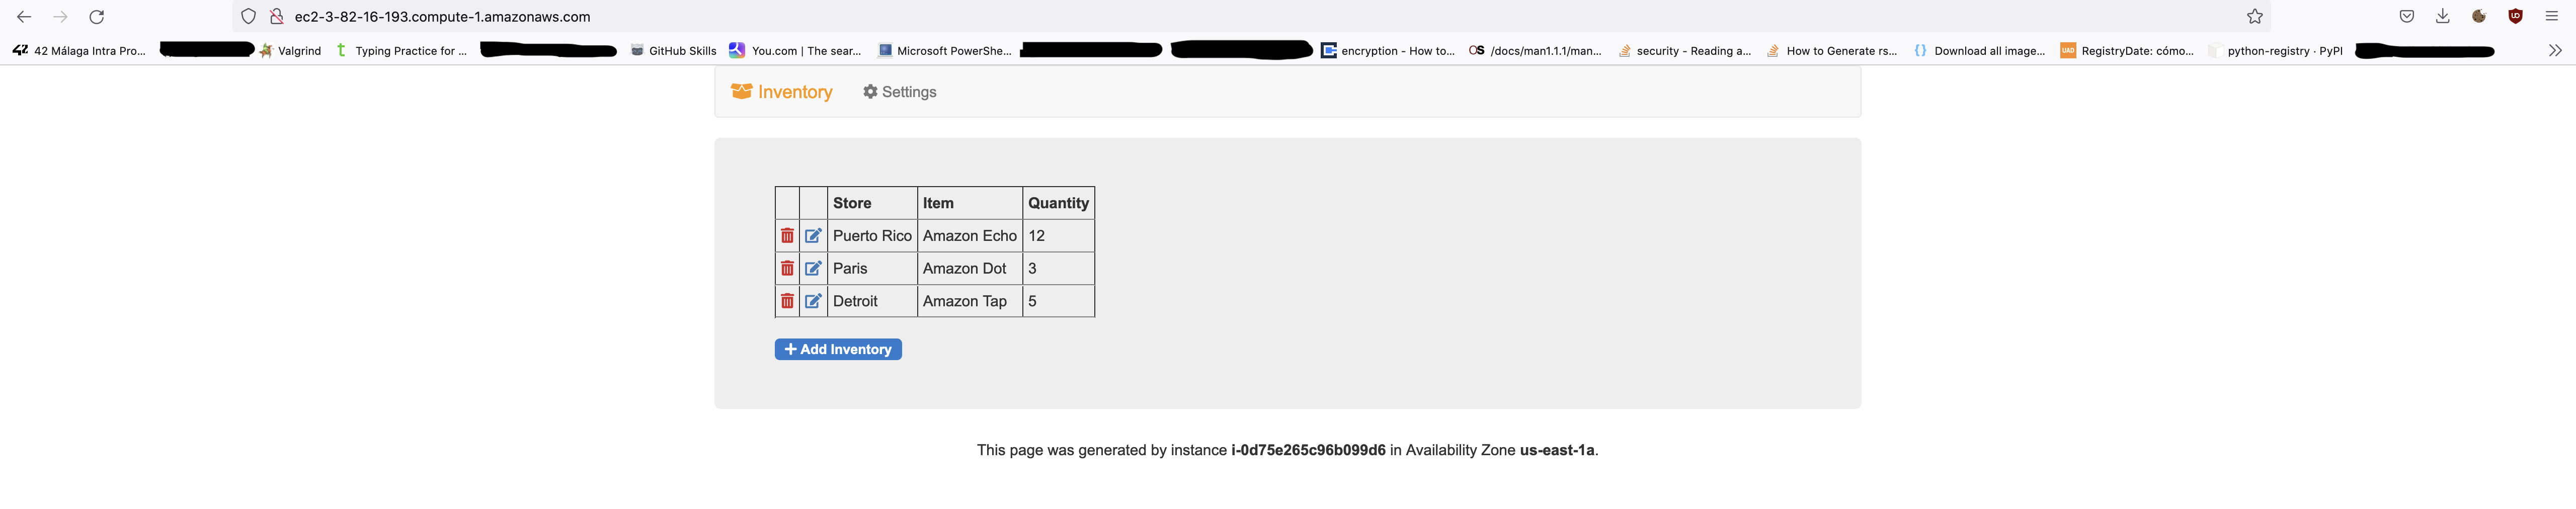 ec2-3-82-16-193.compute-1.amazonaws.com
42 Málaga Intra Pro... Valgrind Typing Practice for ... GitHub Skills You.com | The sear... Microsoft PowerShe... encryption - How to... /docs/man1.1.1/man... security - Reading a... How to Generate rs... Download all image... RegistryDate: cómo... python-registry · PyPI
Inventory Settings
Store Item Quantity
Puerto Rico Amazon Echo 12
Paris Amazon Dot 3
Detroit Amazon Tap 5
Add Inventory
This page was generated by instance i-0d75e265c96b099d6 in Availability Zone us-east-1a.